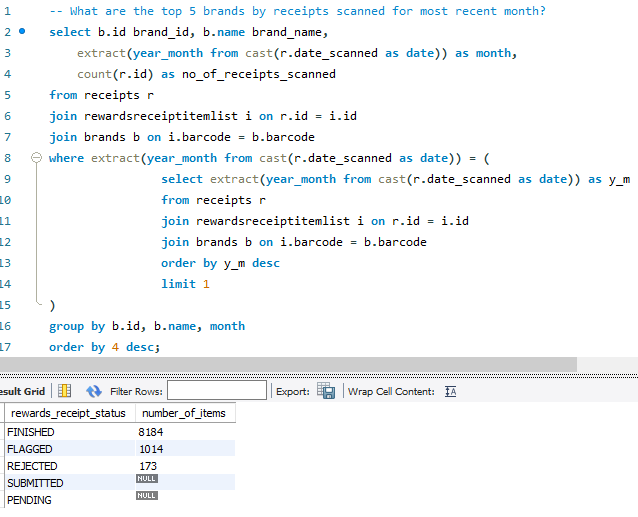 1 -- What are the top 5 brands by receipts scanned for most recent month?
2 select b.id brand_id, b.name brand_name,
3 extract(year_month from cast(r.date_scanned as date)) as month,
4 count(r.id) as no_of_receipts_scanned
5 from receipts r
6 join rewardsreceiptitemlist i on r.id = i.id
7 join brands b on i.barcode = b.barcode
8 where extract(year_month from cast(r.date_scanned as date)) = (
9 select extract(year_month from cast(r.date_scanned as date)) as y_m
10 from receipts r
11 join rewardsreceiptitemlist i on r.id = i.id
12 join brands b on i.barcode = b.barcode
13 order by y_m desc
14 limit 1
15 )
16 group by b.id, b.name, month
17 order by 4 desc;
esult Grid Filter Rules: Export: Wrap Cell Content: IA
rewards_receipt_status number_of_items
FINISHED 8184
FLAGGED 1014
REJECTED 173
SUBMITTED NULL
PENDING NULL